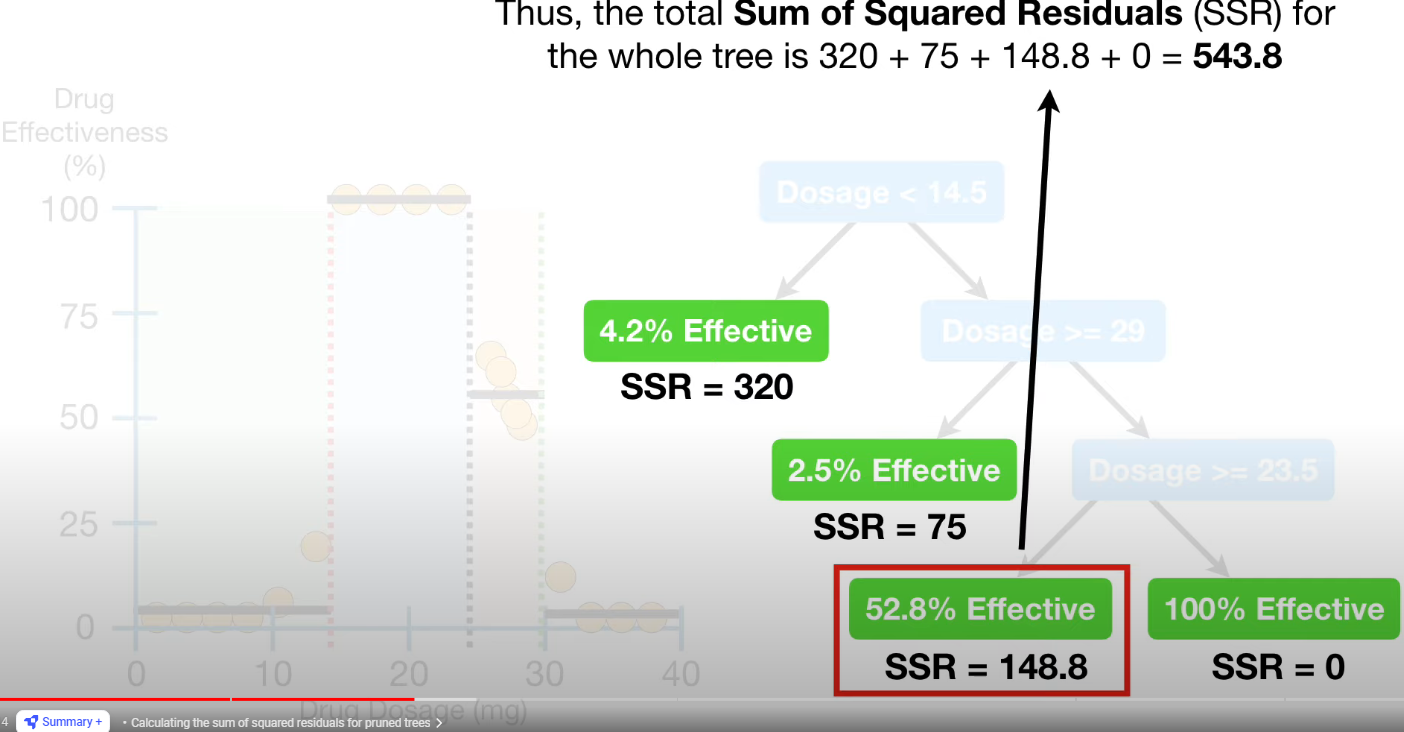 Thus, the total Sum of Squared Residuals (SSR) for
the whole tree is 320 + 75 + 148.8 + 0 = 543.8
Drug
Effectiveness
(%)
100
75
50
25
0
0 10 20 30 40
Drug Dosage (mg)
Dosage < 14.5
4.2% Effective
Dosage >= 29
SSR = 320
2.5% Effective
Dosage >= 23.5
SSR = 75
52.8% Effective
100% Effective
SSR = 148.8
SSR = 0
4
Summary +
• Calculating the sum of squared residuals for pruned trees >